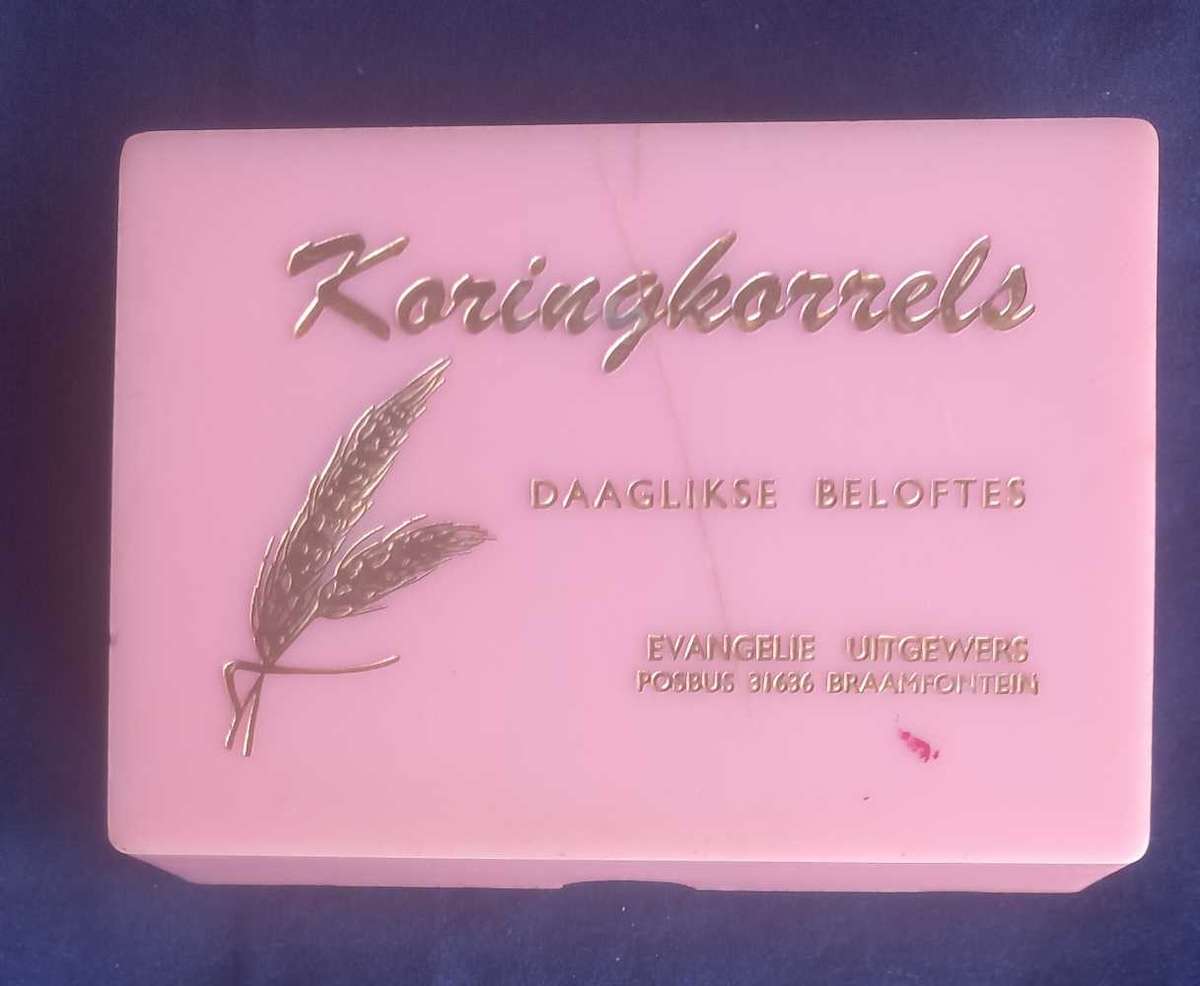 Koringkorrels
DAAGLIKSE BELOFTES
EVANGELIE UITGEWERS
POSBUS 31636 BRAAMFONTEIN